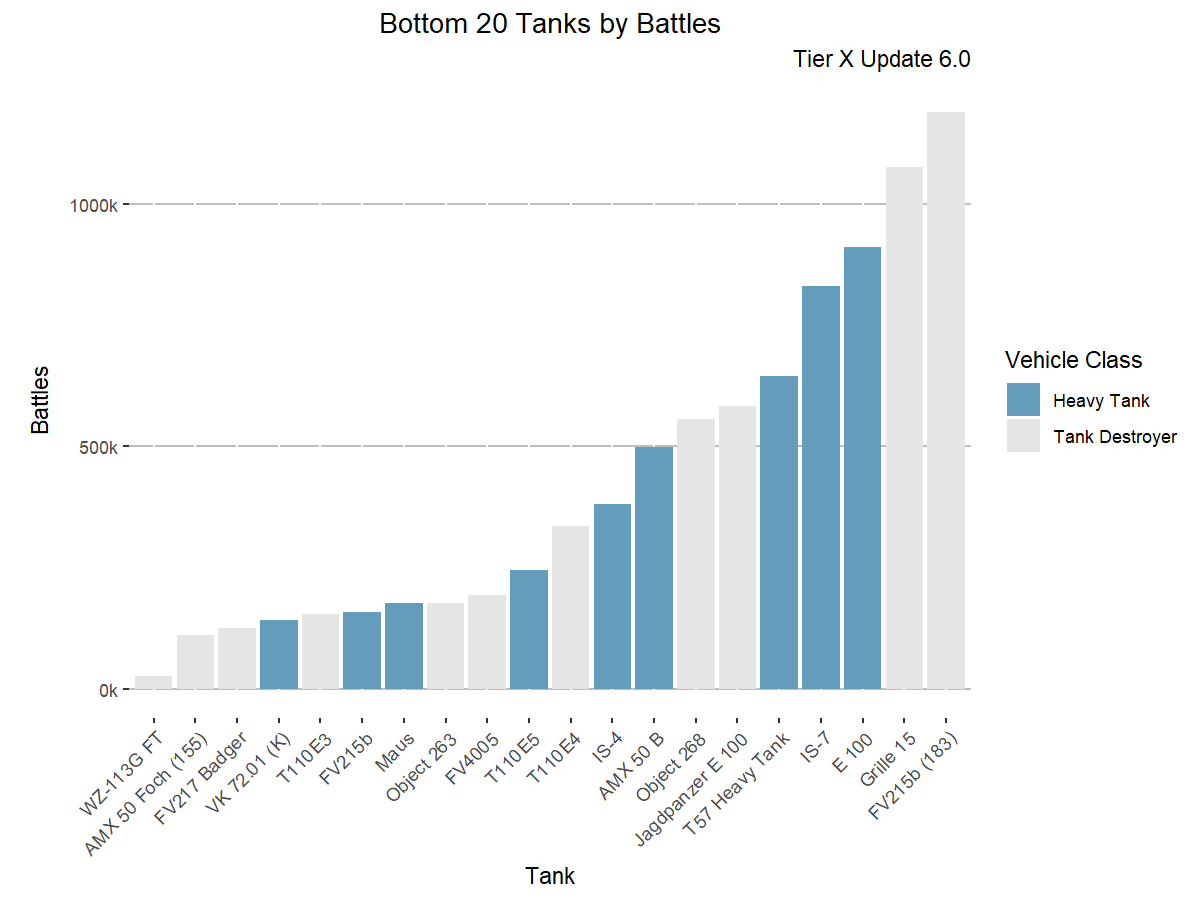 Bottom 20 Tanks by Battles
Tier X Update 6.0
Battles
1000k
500k
0k
WZ-113G FT
AMX 50 Foch (155)
FV217 Badger
VK 72.01 (K)
T110E3
FV215b
Maus
Object 263
FV4005
T110E5
T110E4
IS-4
AMX 50 B
Object 268
Jagdpanzer E 100
T57 Heavy Tank
IS-7
E 100
Grille 15
FV215b (183)
Tank
Vehicle Class
Heavy Tank
Tank Destroyer